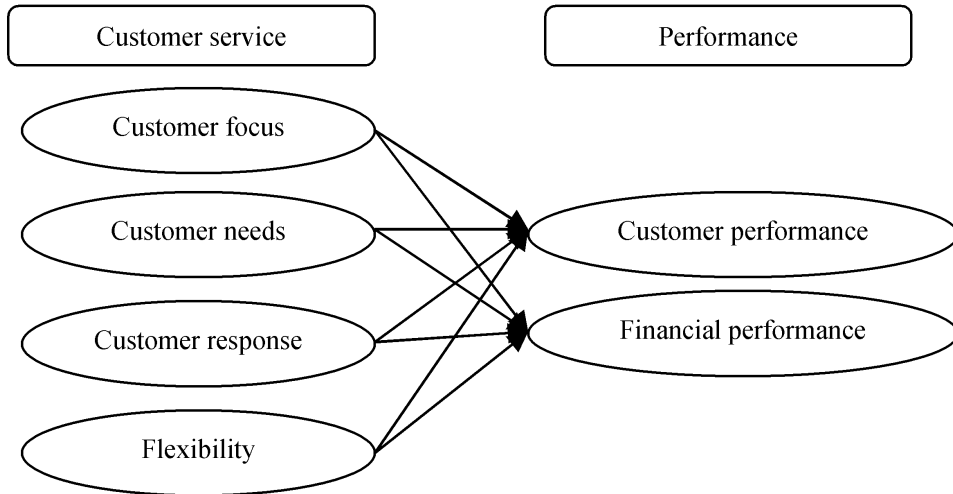 Customer service
Performance
Customer focus
Customer needs
Customer performance
Customer response
Financial performance
Flexibility